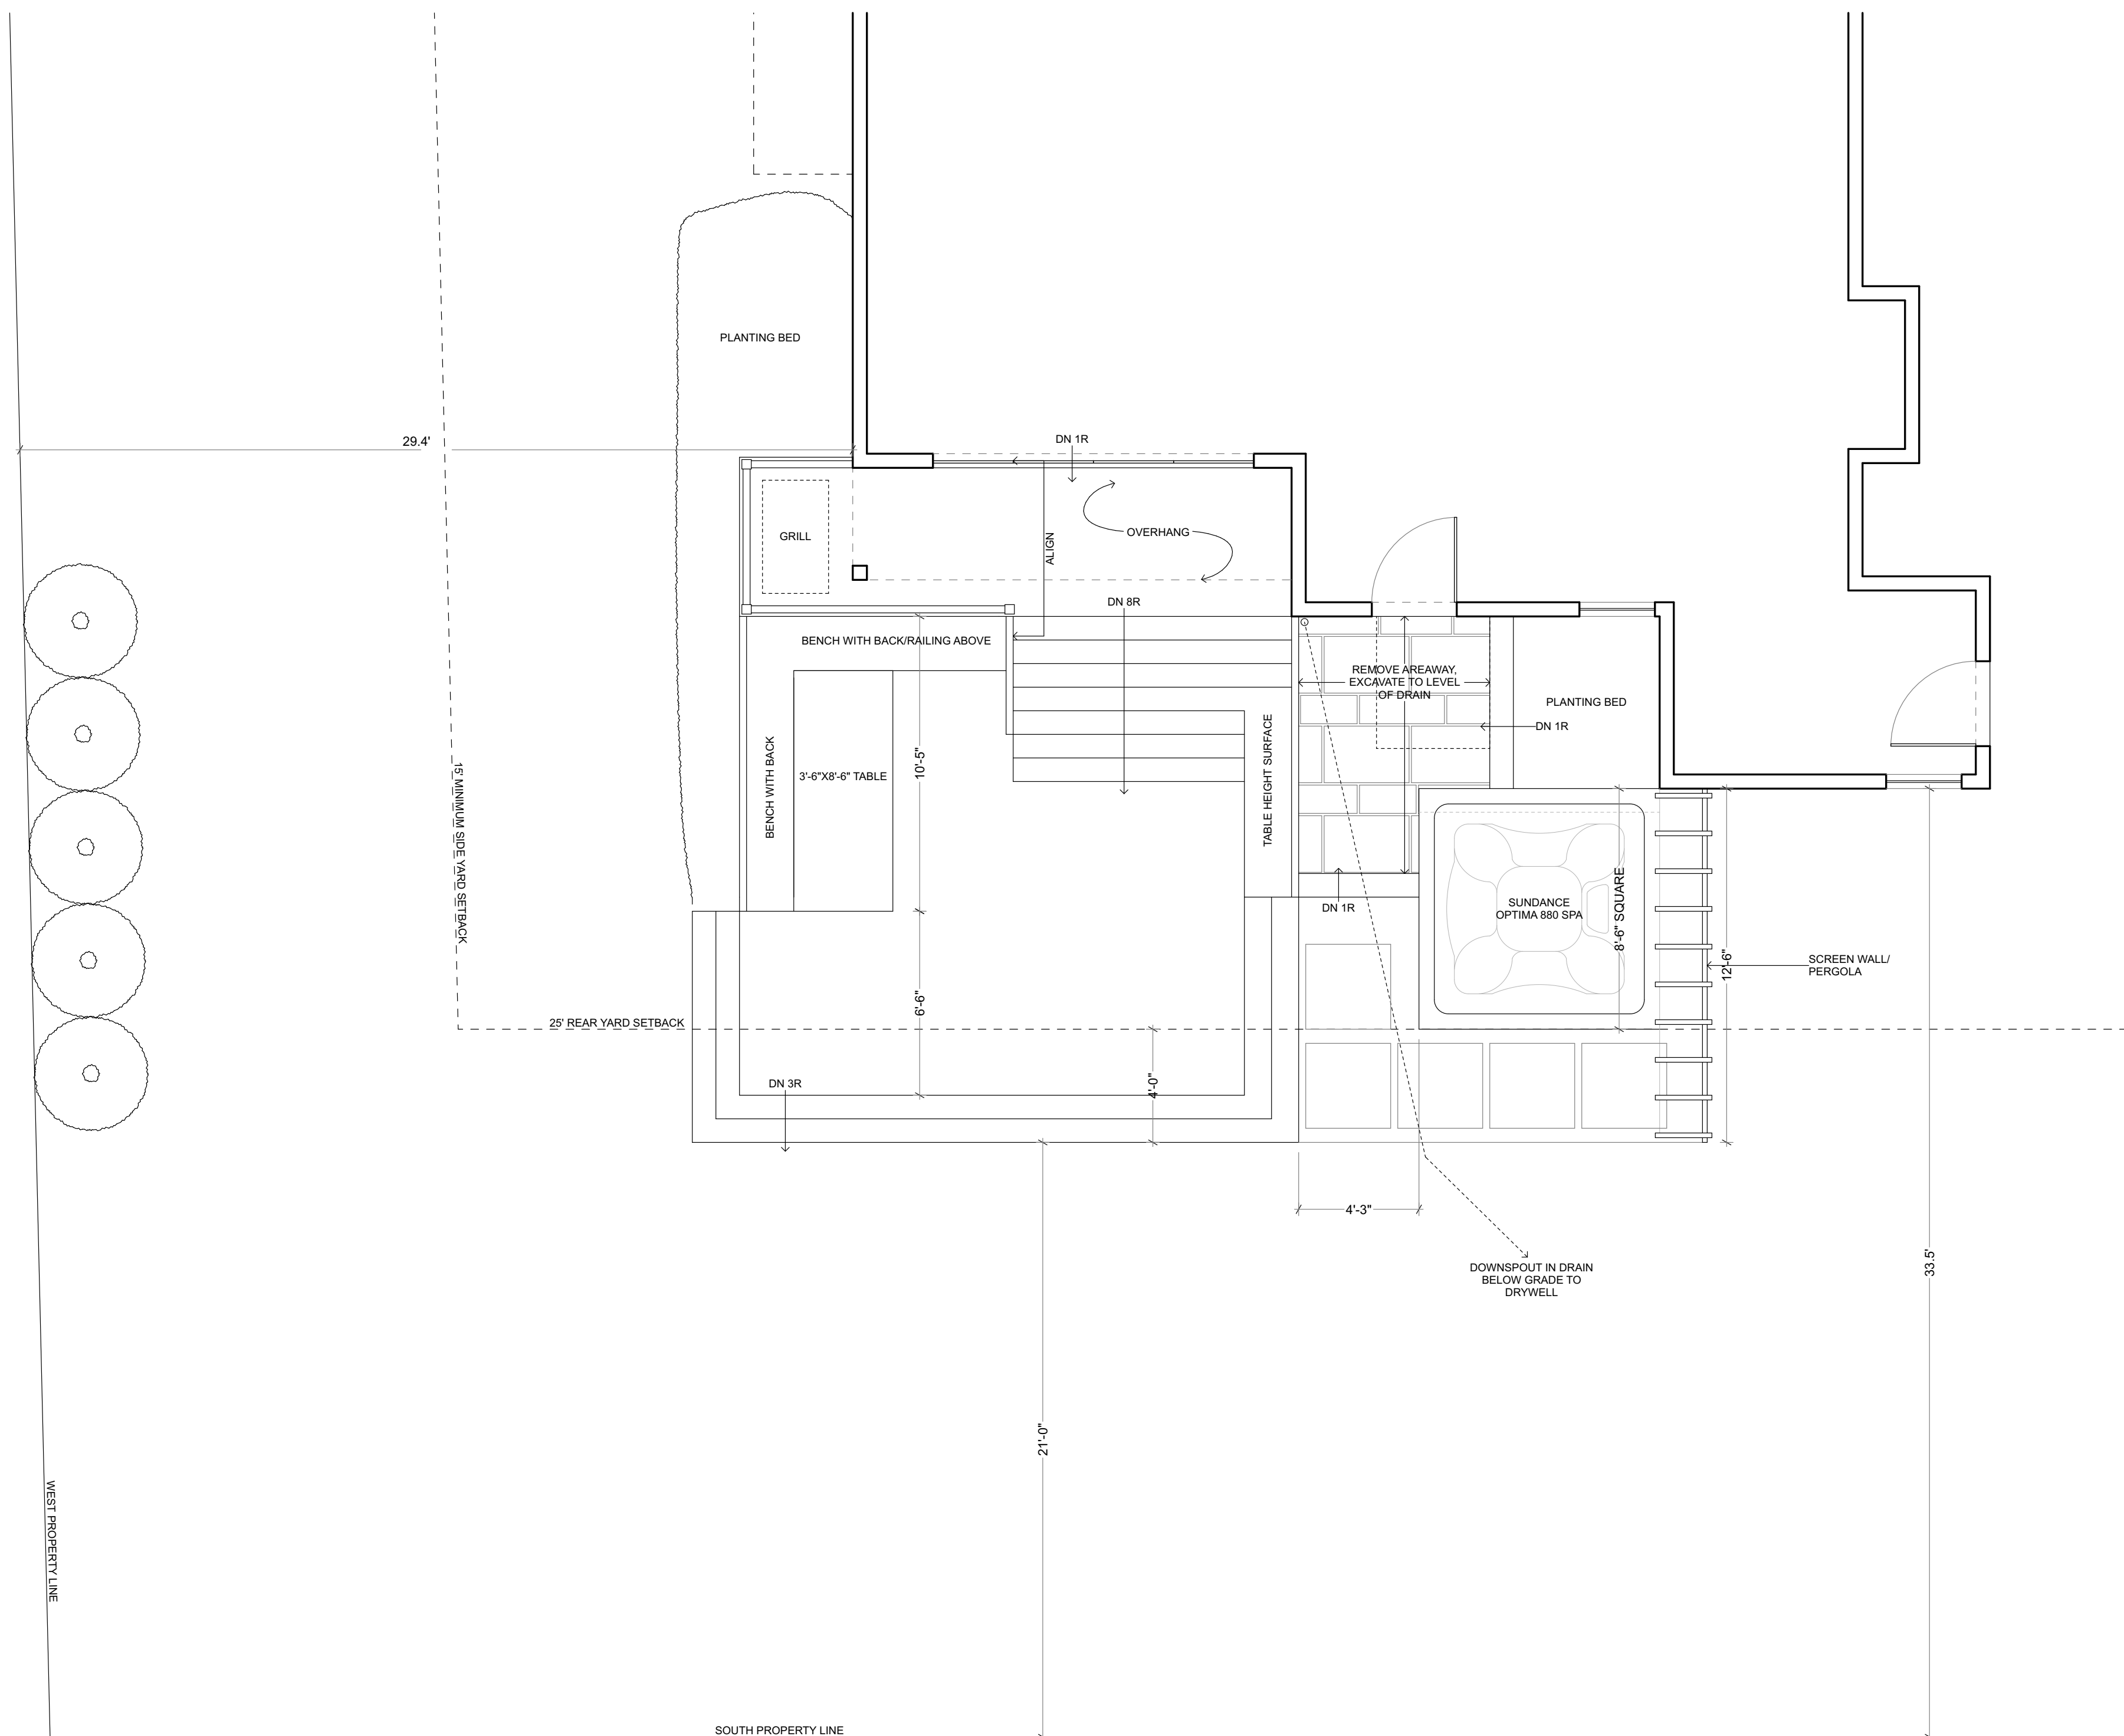 PLANTING BED
29.4'
DN 1R
GRILL
OVERHANG
ALIGN
DN 8R
BENCH WITH BACK/RAILING ABOVE
REMOVE AREAWAY,
EXCAVATE TO LEVEL
OF DRAIN
PLANTING BED
DN 1R
BENCH WITH BACK
3'-6"X8'-6" TABLE
10'-5"
TABLE HEIGHT SURFACE
15' MINIMUM SIDE YARD SETBACK
DN 1R
SUNDANCE
OPTIMA 880 SPA
8'-6" SQUARE
12'-6"
SCREEN WALL/
PERGOLA
6'-6"
25' REAR YARD SETBACK
DN 3R
4'-0"
4'-3"
DOWNSPOUT IN DRAIN
BELOW GRADE TO
DRYWELL
33.5'
21'-0"
WEST PROPERTY LINE
SOUTH PROPERTY LINE